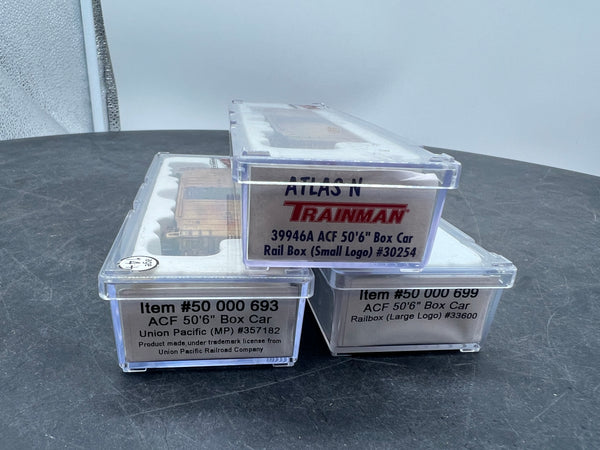 ATLAS N
TRAINMAN®
39946A ACF 50'6" Box Car
Rail Box (Small Logo) #30254
Item #50 000 693
ACF 50'6" Box Car
Union Pacific (MP) #357182
Product made under trademark license from
Union Pacific Railroad Company
Item #50 000 699
ACF 50'6" Box Car
Railbox (Large Logo) #33600